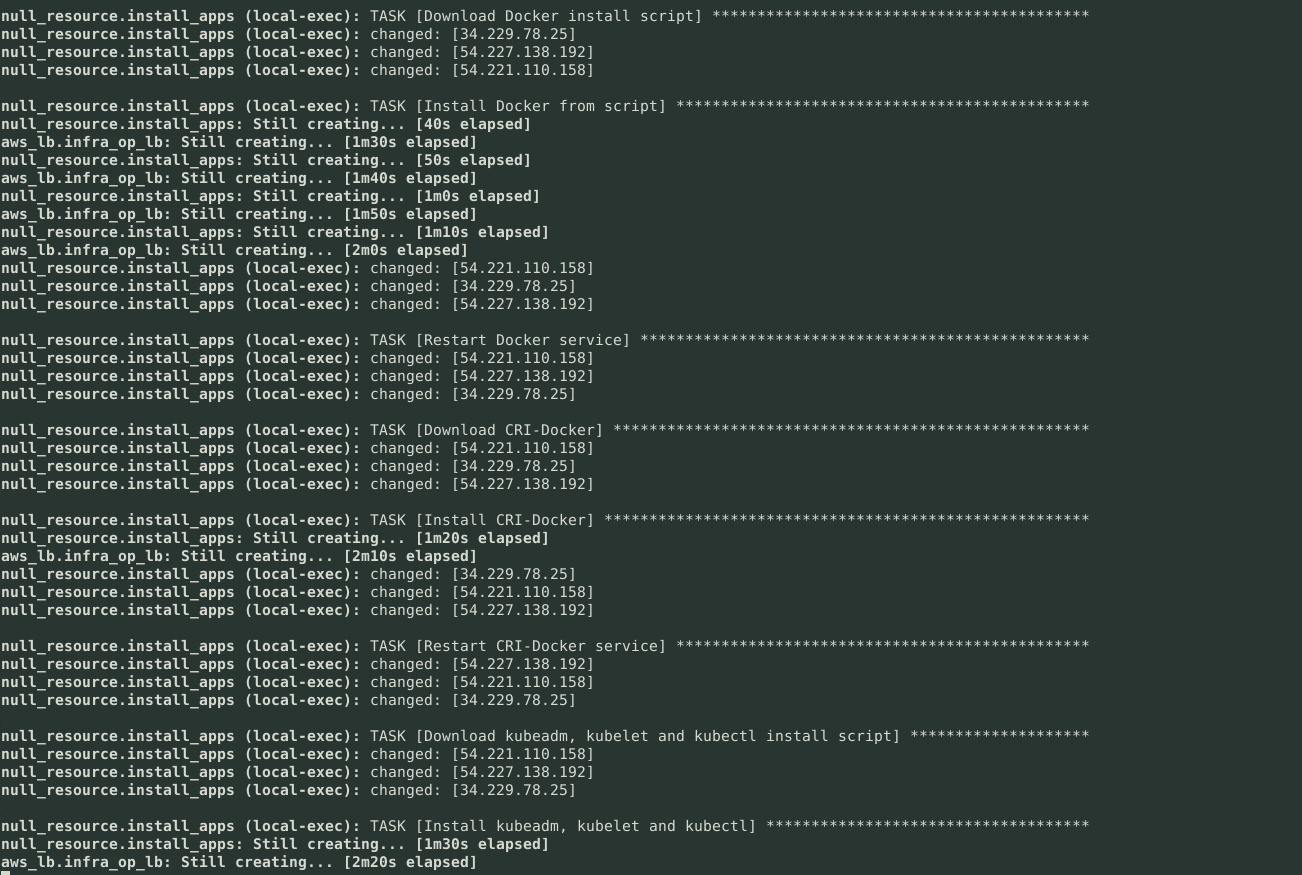 null_resource.install_apps (local-exec): TASK [Download Docker install script] ******************************************
null_resource.install_apps (local-exec): changed: [34.229.78.25]
null_resource.install_apps (local-exec): changed: [54.227.138.192]
null_resource.install_apps (local-exec): changed: [54.221.110.158]
null_resource.install_apps (local-exec): TASK [Install Docker from script] **********************************************
null_resource.install_apps: Still creating... [40s elapsed]
aws_lb.infra_op_lb: Still creating... [1m30s elapsed]
null_resource.install_apps: Still creating... [50s elapsed]
aws_lb.infra_op_lb: Still creating... [1m40s elapsed]
null_resource.install_apps: Still creating... [1m0s elapsed]
aws_lb.infra_op_lb: Still creating... [1m50s elapsed]
null_resource.install_apps: Still creating... [1m10s elapsed]
aws_lb.infra_op_lb: Still creating... [2m0s elapsed]
null_resource.install_apps (local-exec): changed: [54.221.110.158]
null_resource.install_apps (local-exec): changed: [34.229.78.25]
null_resource.install_apps (local-exec): changed: [54.227.138.192]
null_resource.install_apps (local-exec): TASK [Restart Docker service] **************************************************
null_resource.install_apps (local-exec): changed: [54.221.110.158]
null_resource.install_apps (local-exec): changed: [54.227.138.192]
null_resource.install_apps (local-exec): changed: [34.229.78.25]
null_resource.install_apps (local-exec): TASK [Download CRI-Docker] *****************************************************
null_resource.install_apps (local-exec): changed: [54.221.110.158]
null_resource.install_apps (local-exec): changed: [34.229.78.25]
null_resource.install_apps (local-exec): changed: [54.227.138.192]
null_resource.install_apps (local-exec): TASK [Install CRI-Docker] ******************************************************
null_resource.install_apps: Still creating... [1m20s elapsed]
aws_lb.infra_op_lb: Still creating... [2m10s elapsed]
null_resource.install_apps (local-exec): changed: [34.229.78.25]
null_resource.install_apps (local-exec): changed: [54.221.110.158]
null_resource.install_apps (local-exec): changed: [54.227.138.192]
null_resource.install_apps (local-exec): TASK [Restart CRI-Docker service] **********************************************
null_resource.install_apps (local-exec): changed: [54.227.138.192]
null_resource.install_apps (local-exec): changed: [54.221.110.158]
null_resource.install_apps (local-exec): changed: [34.229.78.25]
null_resource.install_apps (local-exec): TASK [Download kubeadm, kubelet and kubectl install script] ********************
null_resource.install_apps (local-exec): changed: [54.221.110.158]
null_resource.install_apps (local-exec): changed: [54.227.138.192]
null_resource.install_apps (local-exec): changed: [34.229.78.25]
null_resource.install_apps (local-exec): TASK [Install kubeadm, kubelet and kubectl] ************************************
null_resource.install_apps: Still creating... [1m30s elapsed]
aws_lb.infra_op_lb: Still creating... [2m20s elapsed]